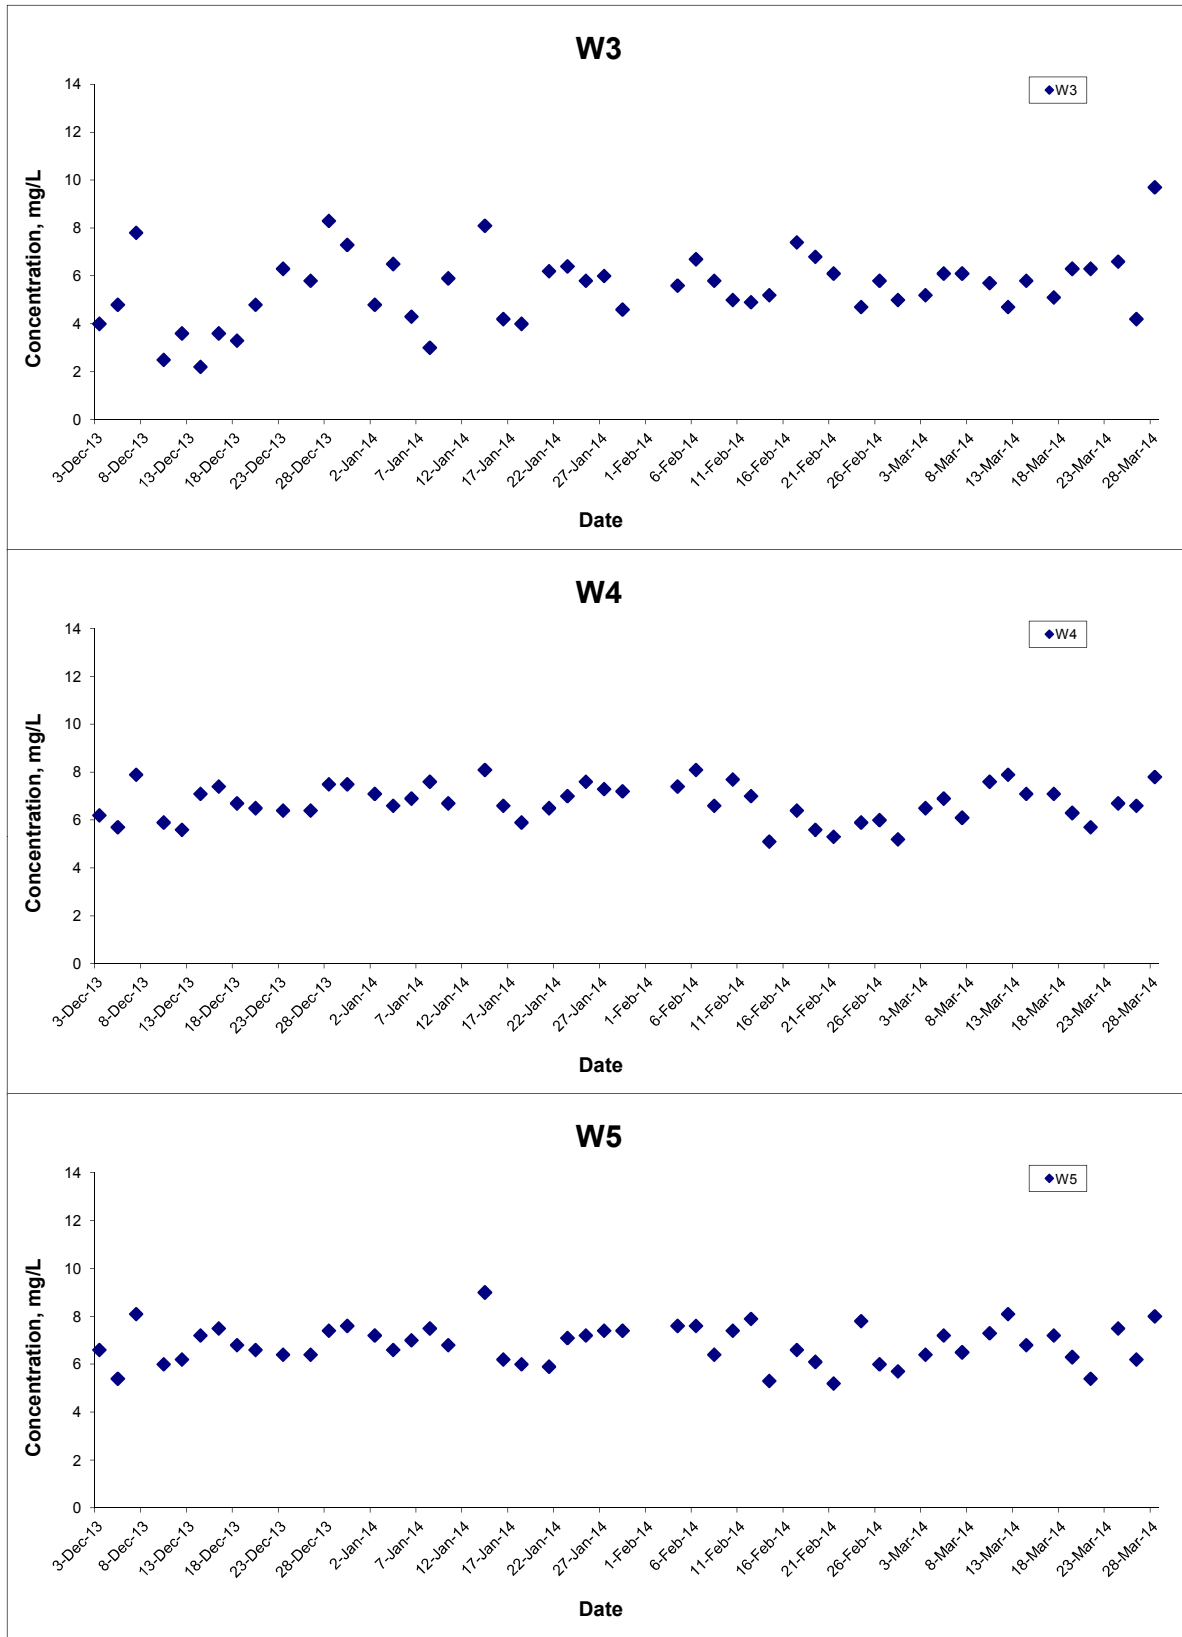 W3
W3
14
12
10
8
6
4
2
0
Concentration, mg/L
3-Dec-13 8-Dec-13 13-Dec-13 18-Dec-13 23-Dec-13 28-Dec-13 2-Jan-14 7-Jan-14 12-Jan-14 17-Jan-14 22-Jan-14 27-Jan-14 1-Feb-14 6-Feb-14 11-Feb-14 16-Feb-14 21-Feb-14 26-Feb-14 3-Mar-14 8-Mar-14 13-Mar-14 18-Mar-14 23-Mar-14 28-Mar-14
Date
W4
W4
14
12
10
8
6
4
2
0
Concentration, mg/L
3-Dec-13 8-Dec-13 13-Dec-13 18-Dec-13 23-Dec-13 28-Dec-13 2-Jan-14 7-Jan-14 12-Jan-14 17-Jan-14 22-Jan-14 27-Jan-14 1-Feb-14 6-Feb-14 11-Feb-14 16-Feb-14 21-Feb-14 26-Feb-14 3-Mar-14 8-Mar-14 13-Mar-14 18-Mar-14 23-Mar-14 28-Mar-14
Date
W5
W5
14
12
10
8
6
4
2
0
Concentration, mg/L
3-Dec-13 8-Dec-13 13-Dec-13 18-Dec-13 23-Dec-13 28-Dec-13 2-Jan-14 7-Jan-14 12-Jan-14 17-Jan-14 22-Jan-14 27-Jan-14 1-Feb-14 6-Feb-14 11-Feb-14 16-Feb-14 21-Feb-14 26-Feb-14 3-Mar-14 8-Mar-14 13-Mar-14 18-Mar-14 23-Mar-14 28-Mar-14
Date